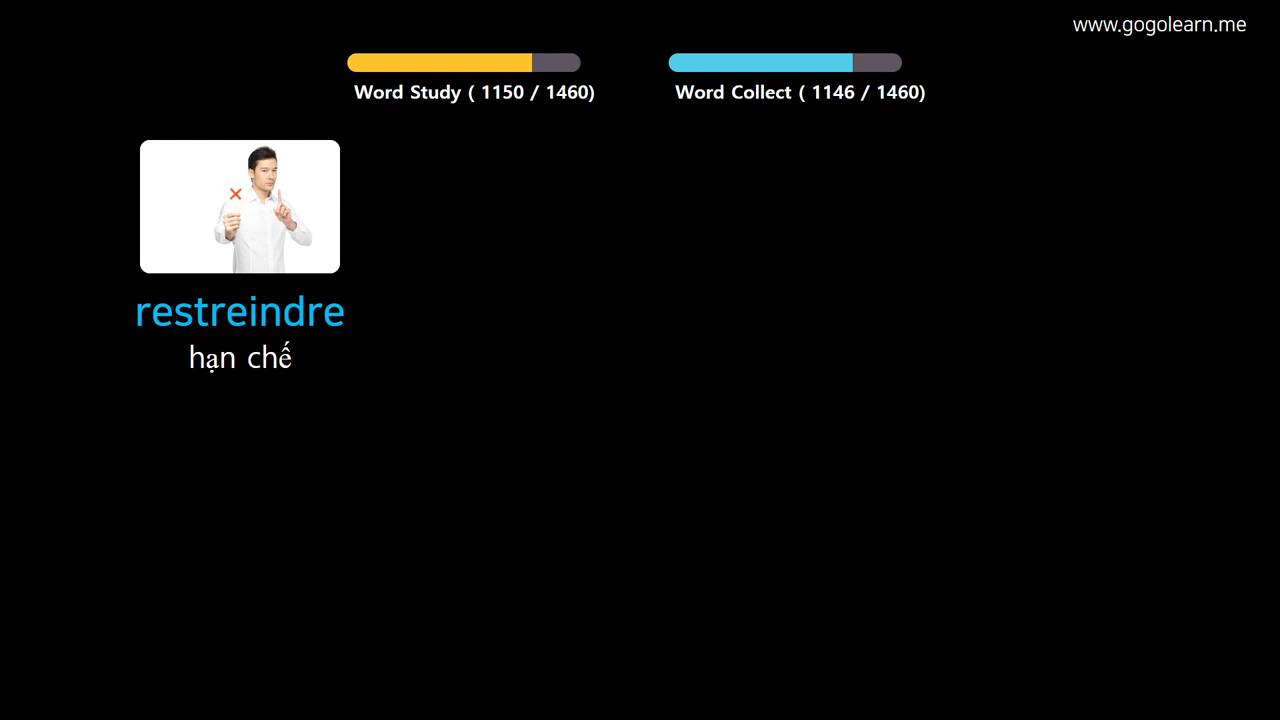 www.gogolearn.me
Word Study ( 1150 / 1460)
Word Collect ( 1146 / 1460)
restreindre
hạn chế